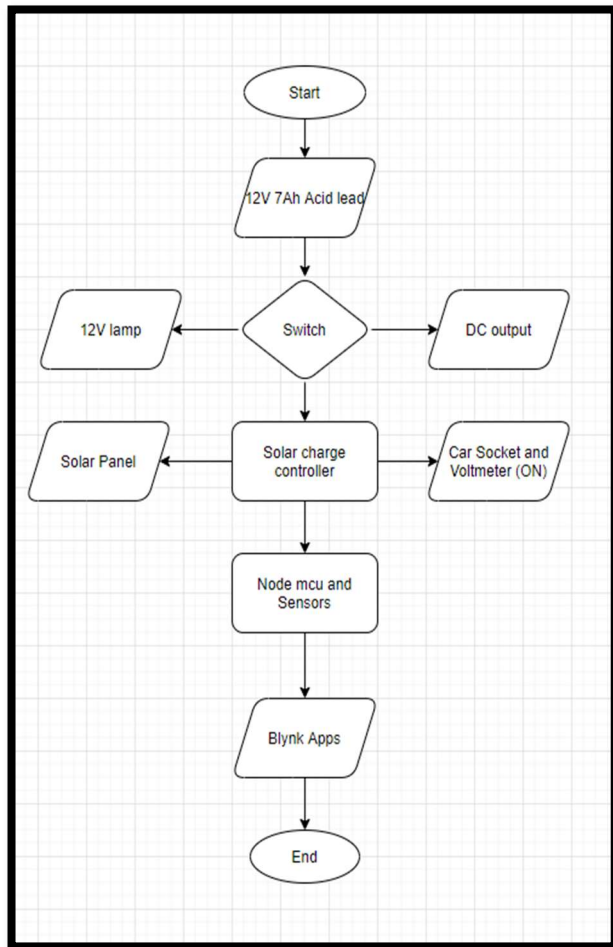 Start
12V 7Ah Acid lead
12V lamp
Switch
DC output
Solar Panel
Solar charge
controller
Car Socket and
Voltmeter (ON)
Node mcu and
Sensors
Blynk Apps
End